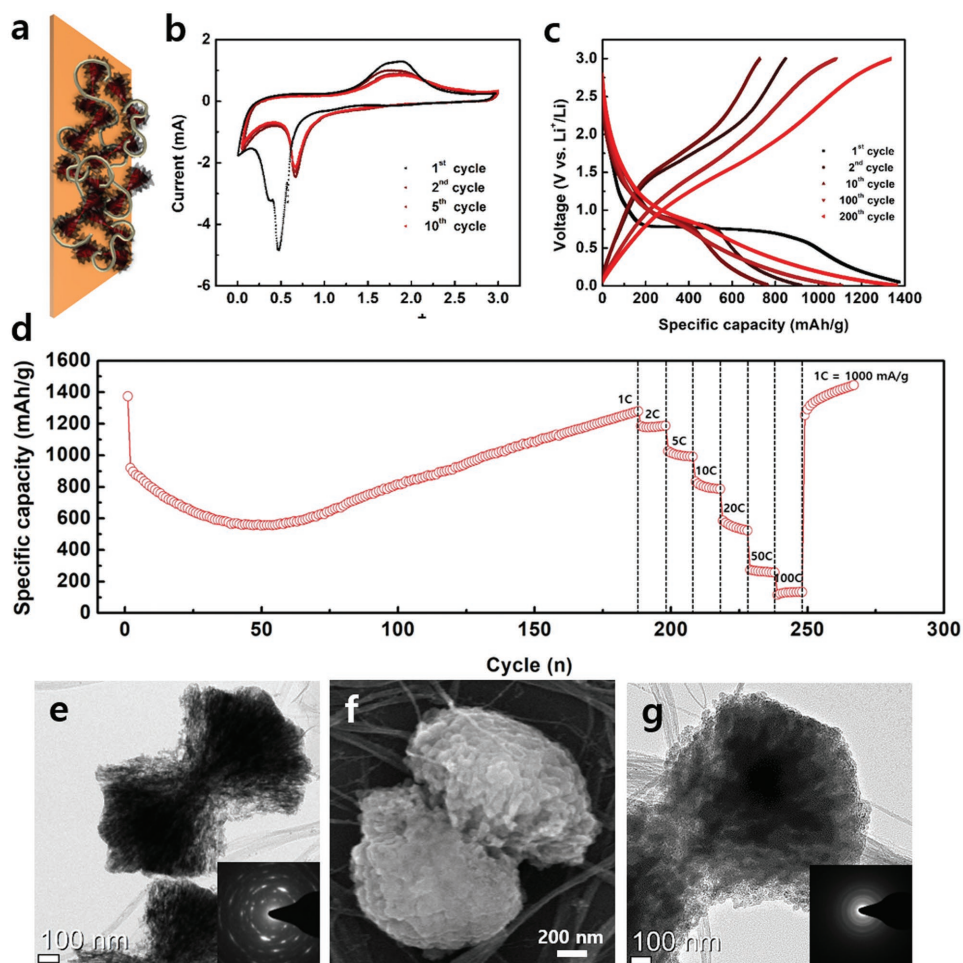 a
b
2
0
-2
-4
-6
Current (mA)
1st cycle
2nd cycle
5th cycle
10th cycle
0.0 0.5 1.0 1.5 2.0 2.5 3.0
c
3.0
2.5
2.0
1.5
1.0
0.5
0.0
Voltage (V vs. Li+/Li)
1st cycle
2nd cycle
10th cycle
100th cycle
200th cycle
0 200 400 600 800 1000 1200 1400
Specific capacity (mAh/g)
d
1600
1400
1200
1000
800
600
400
200
0
Specific capacity (mAh/g)
1C
2C
5C
10C
20C
50C
100C
1C = 1000 mA/g
0 50 100 150 200 250 300
Cycle (n)
e
100 nm
f
200 nm
g
100 nm